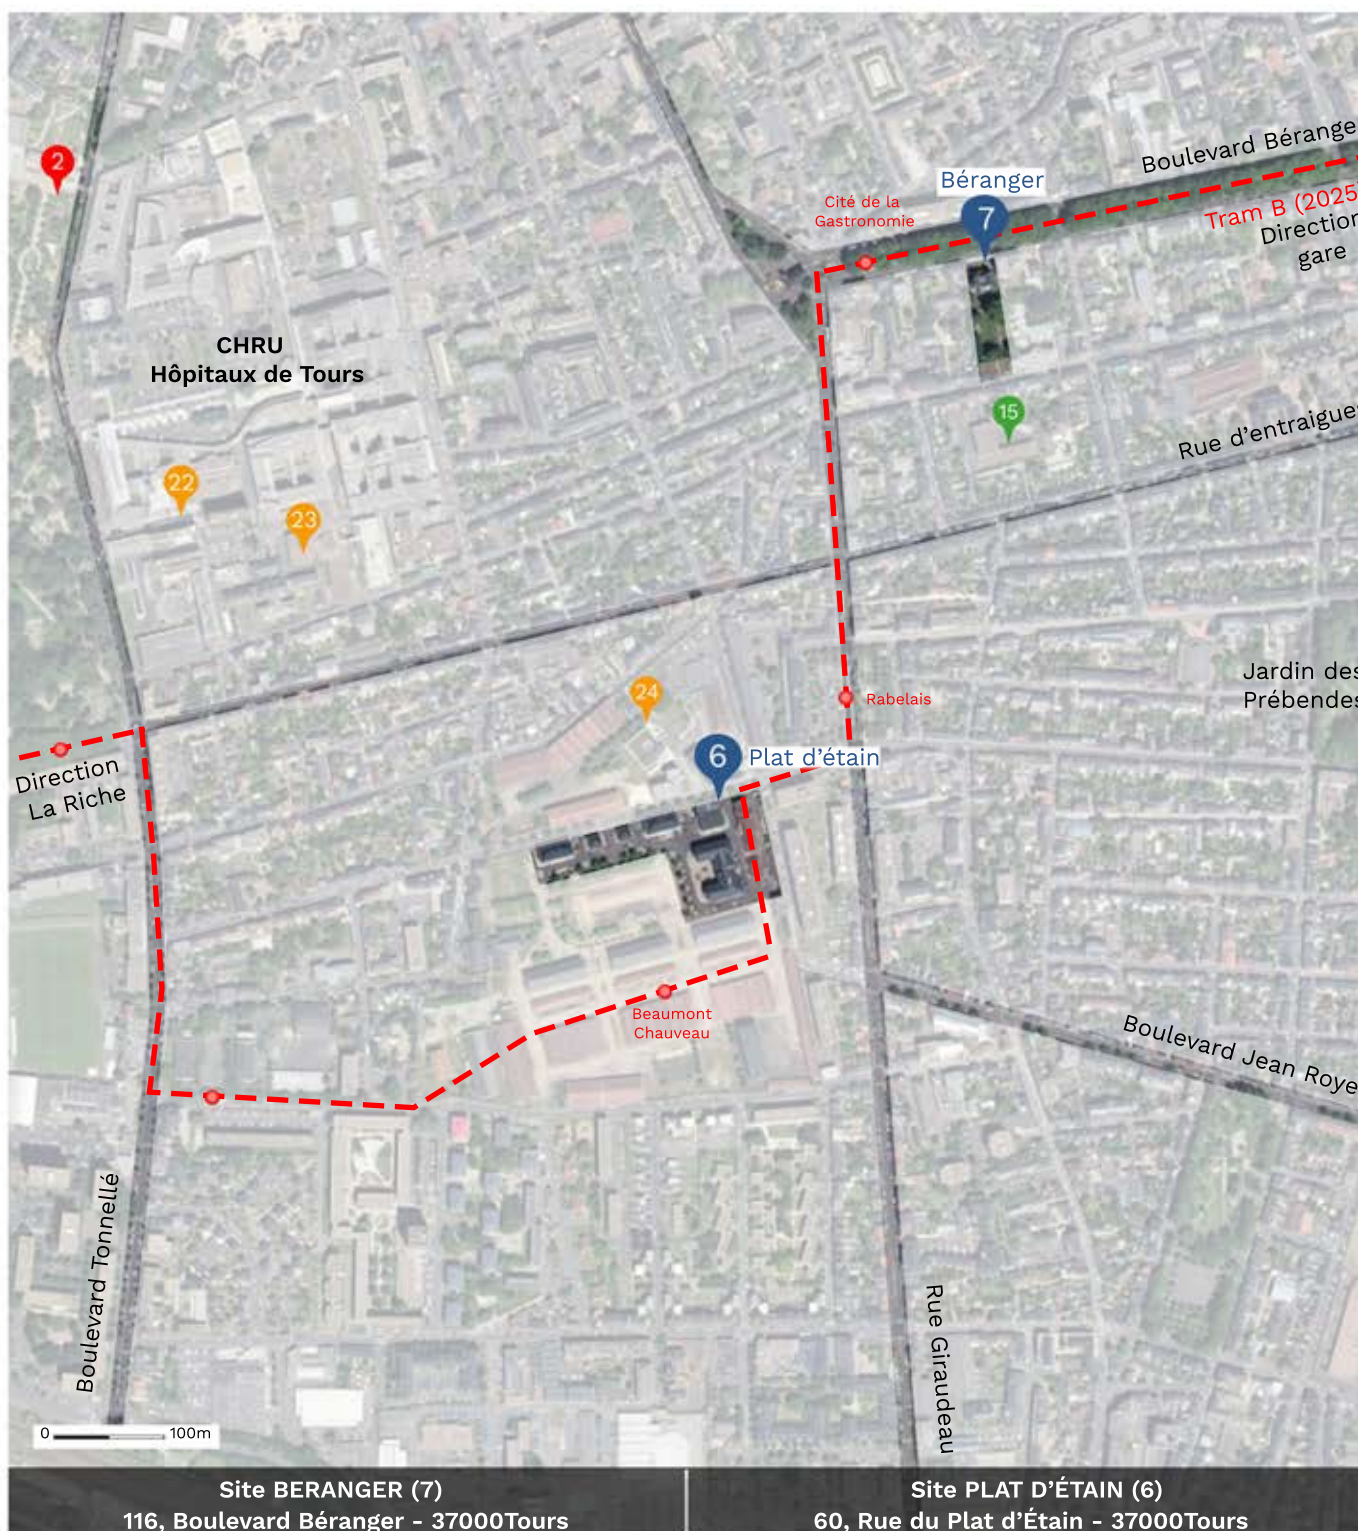 2
Boulevard Bérange
Béranger
Cité de la
Gastronomie
7
Tram B (2025
Direction
gare
CHRU
Hôpitaux de Tours
15
Rue d’entraigue
22
23
Jardin des
Prébendes
24
Rabelais
6
Plat d’étain
Direction
La Riche
Beaumont
Chauveau
Boulevard Jean Roye
Boulevard Tonnellé
Rue Giraudeau
0 100m
Site BERANGER (7)
116, Boulevard Béranger - 37000Tours
Site PLAT D’ÉTAIN (6)
60, Rue du Plat d’Étain - 37000Tours